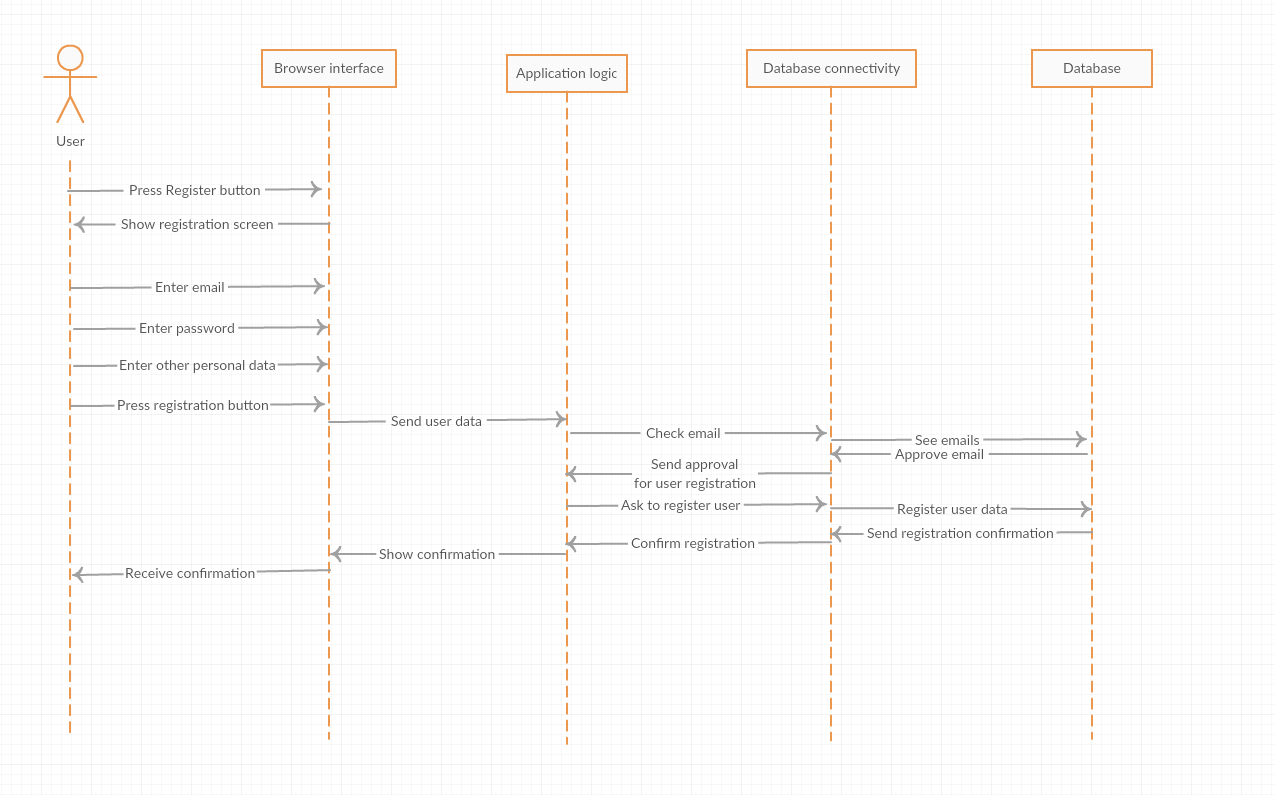 Browser interface
Application logic
Database connectivity
Database
User
Press Register button
Show registration screen
Enter email
Enter password
Enter other personal data
Press registration button
Send user data
Check email
See emails
Approve email
Send approval
for user registration
Ask to register user
Register user data
Send registration confirmation
Confirm registration
Show confirmation
Receive confirmation